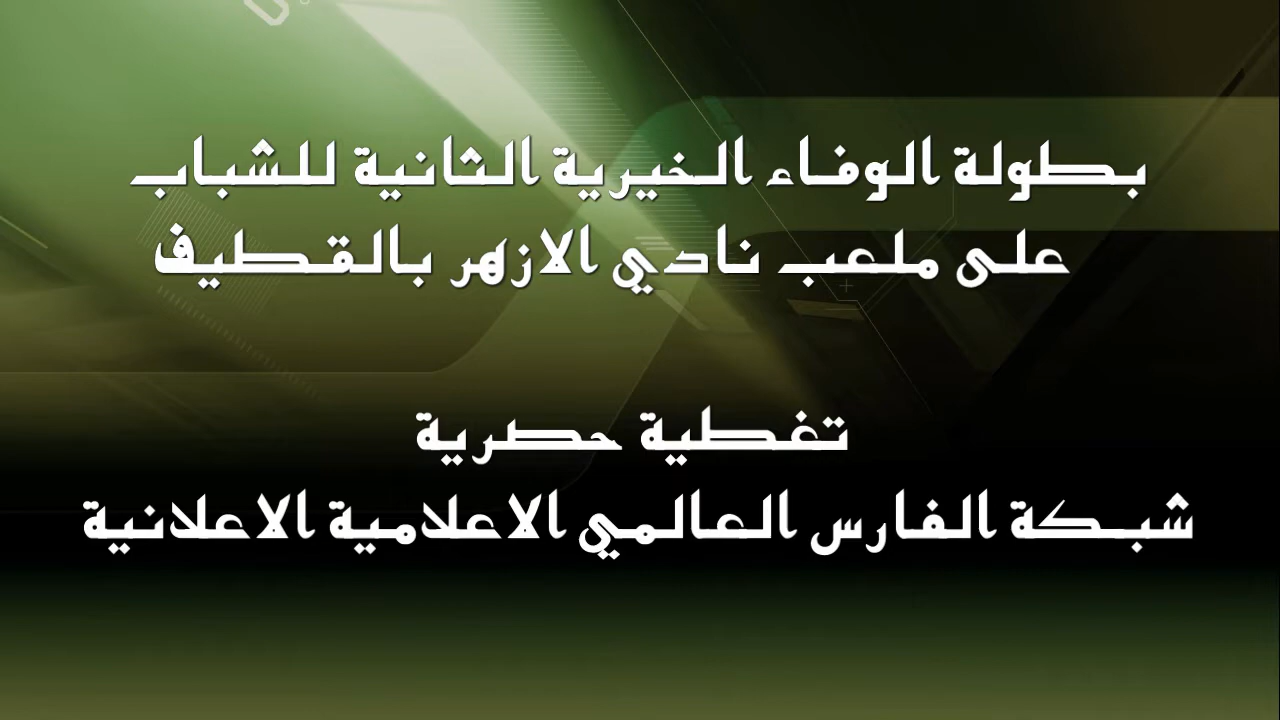 بطولة الوفاء الخيرية الثانية للشباب
على ملعب نادي الازهر بالقطيف
تغطية حصرية
شبكة الفارس العالمي الاعلامية الاعلانية